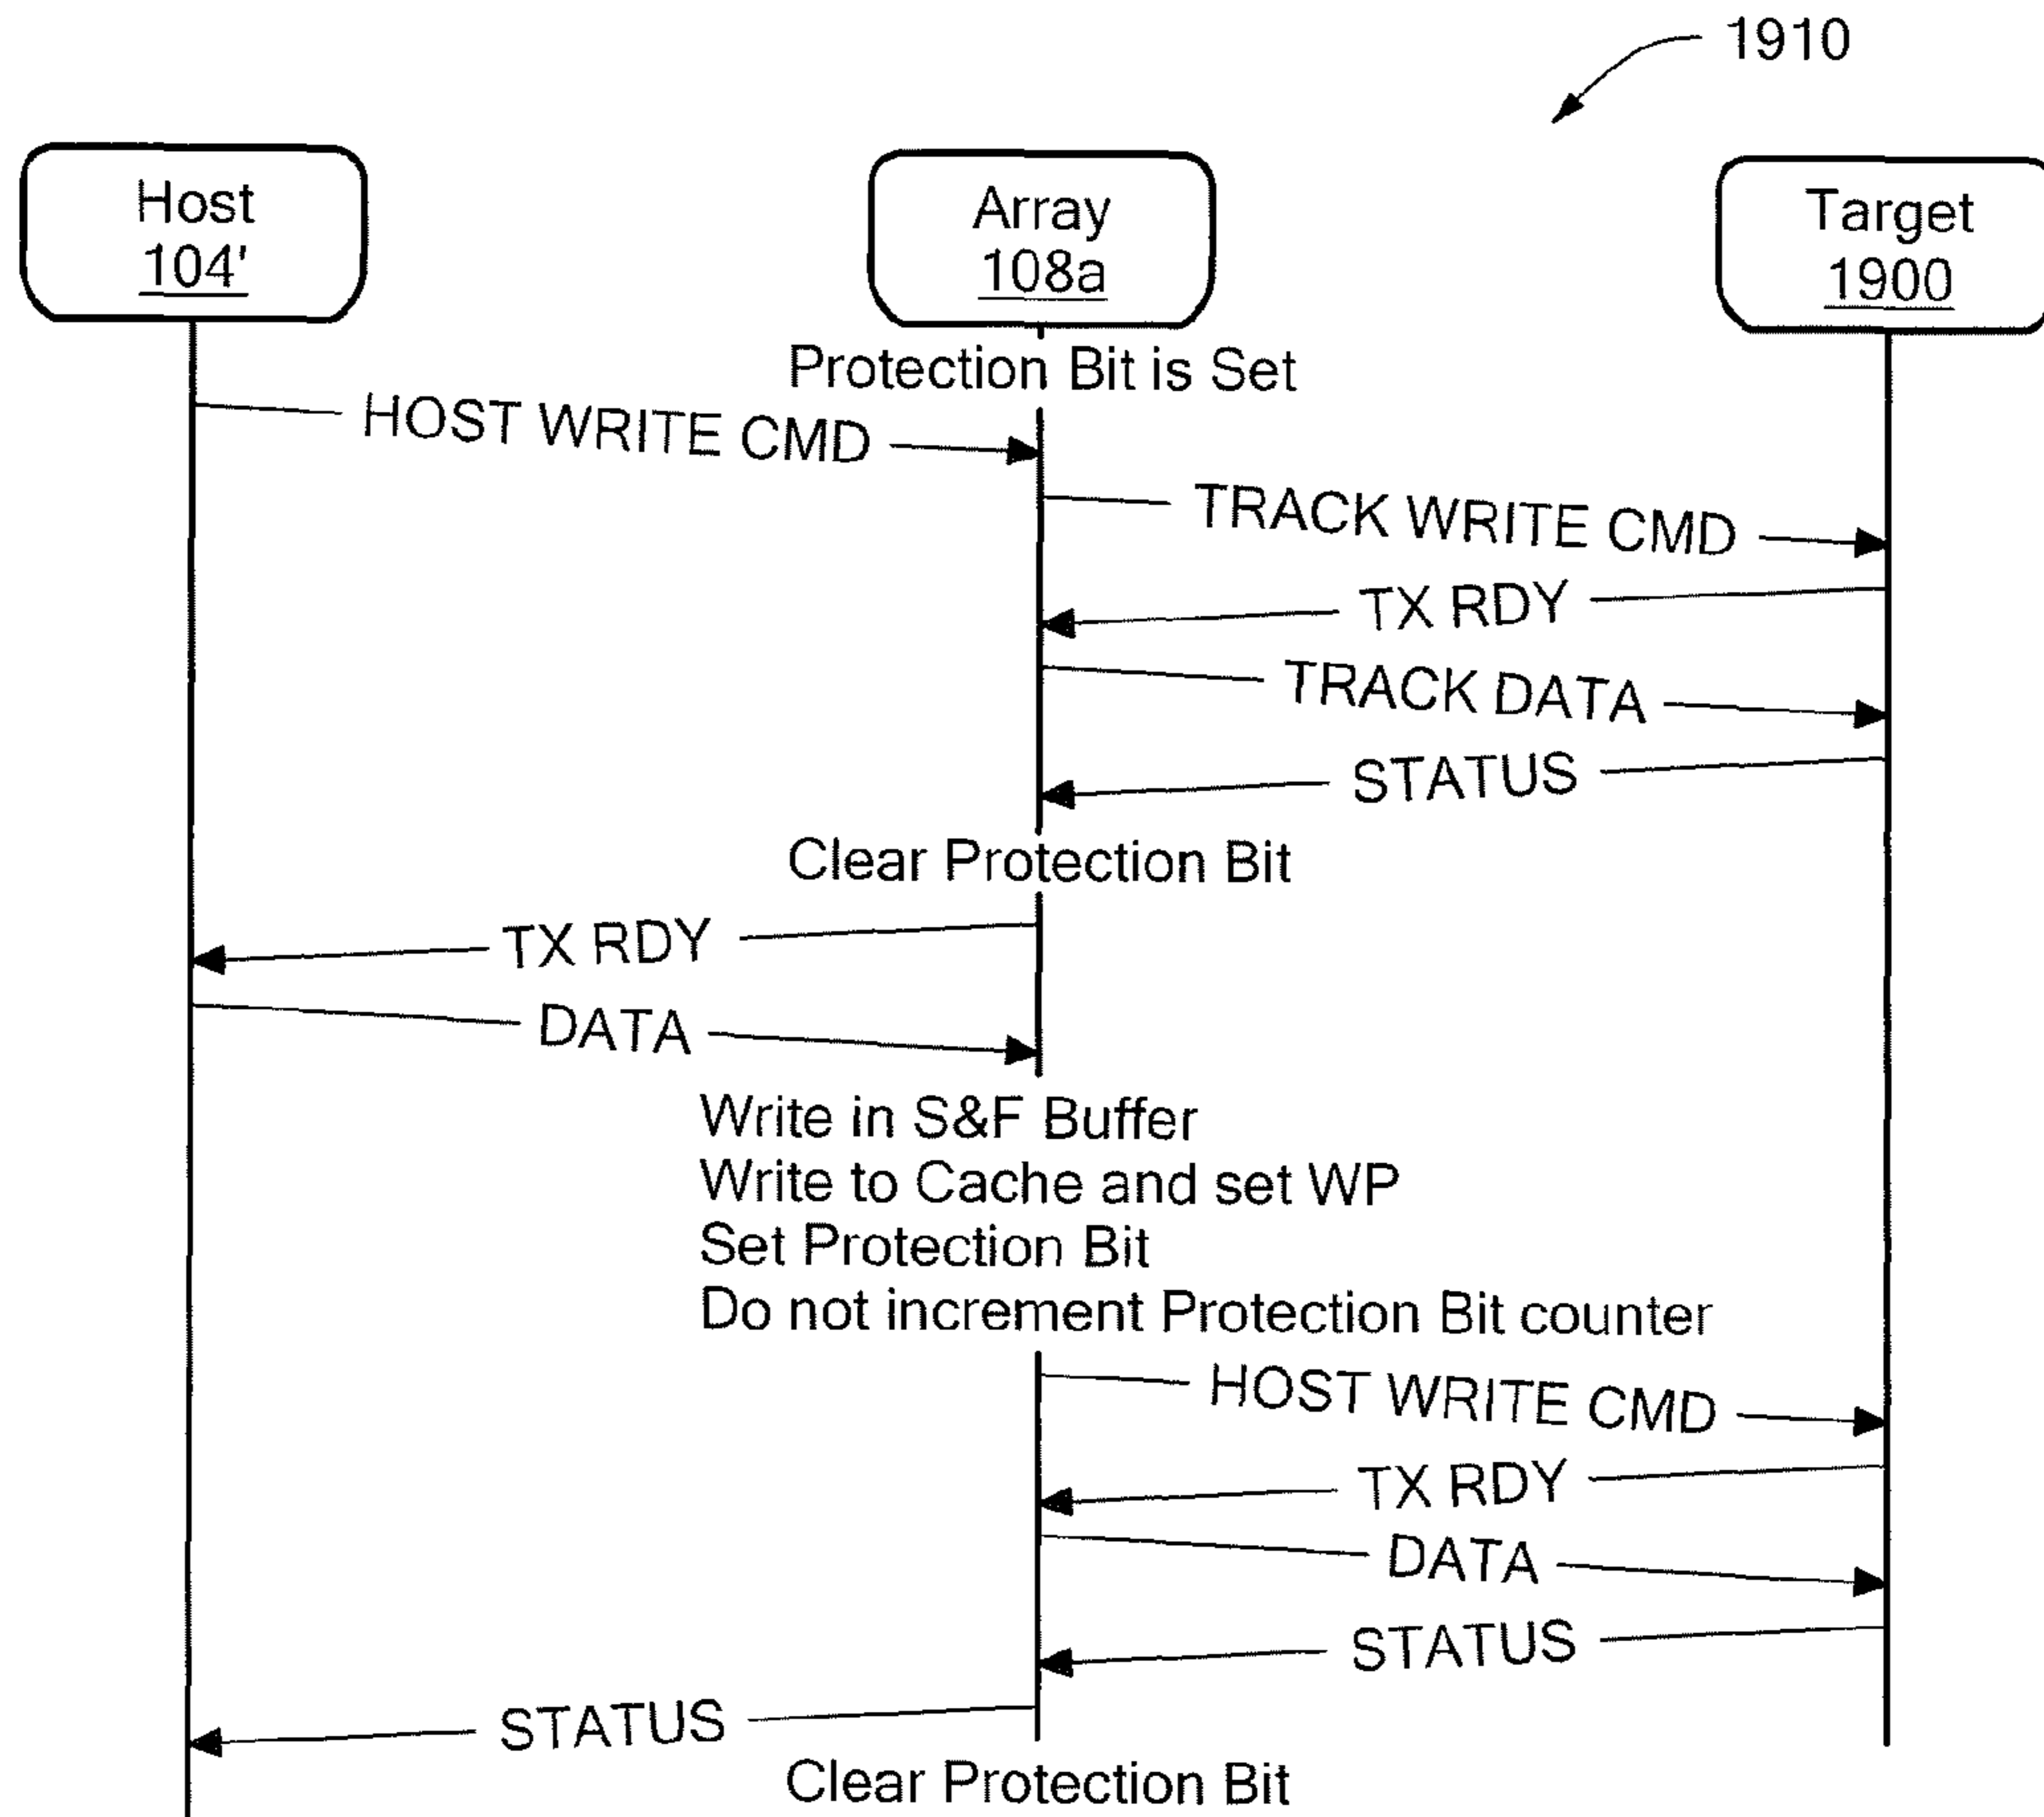 1910
Host
104'
Array
108a
Target
1900
Protection Bit is Set
HOST WRITE CMD
TRACK WRITE CMD
TX RDY
TRACK DATA
STATUS
Clear Protection Bit
TX RDY
DATA
Write in S&F Buffer
Write to Cache and set WP
Set Protection Bit
Do not increment Protection Bit counter
HOST WRITE CMD
TX RDY
DATA
STATUS
STATUS
Clear Protection Bit